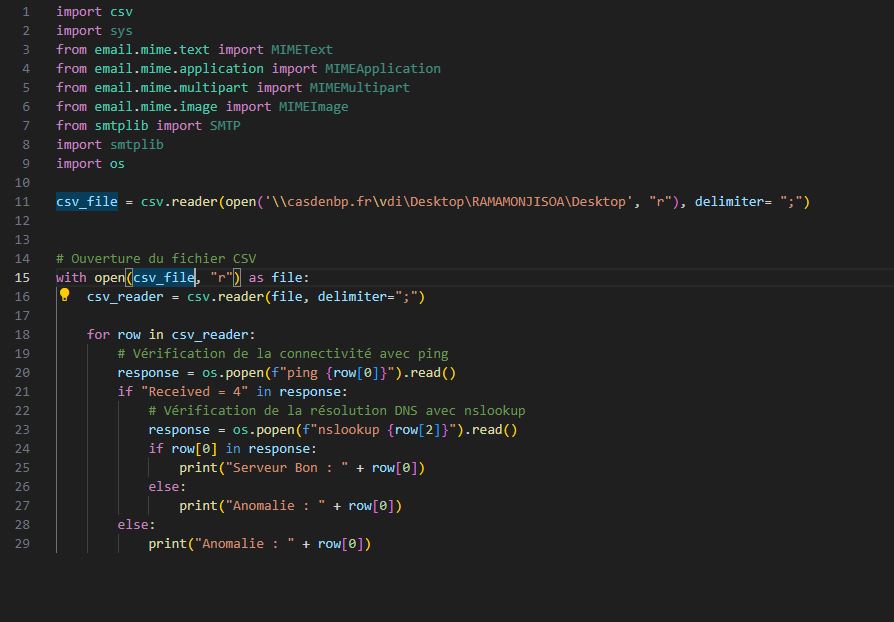 1 import csv
2 import sys
3 from email.mime.text import MIMEText
4 from email.mime.application import MIMEApplication
5 from email.mime.multipart import MIMEMultipart
6 from email.mime.image import MIMEImage
7 from smtplib import SMTP
8 import smtplib
9 import os
10
11 csv_file = csv.reader(open('\\casdenbp.fr\vdi\Desktop\RAMAMONJISOA\Desktop', "r"), delimiter= ";")
12
13
14 # Ouverture du fichier CSV
15 with open(csv_file, "r") as file:
16 csv_reader = csv.reader(file, delimiter=";")
17
18 for row in csv_reader:
19 # Vérification de la connectivité avec ping
20 response = os.popen(f"ping {row[0]}").read()
21 if "Received = 4" in response:
22 # Vérification de la résolution DNS avec nslookup
23 response = os.popen(f"nslookup {row[2]}").read()
24 if row[0] in response:
25 print("Serveur Bon : " + row[0])
26 else:
27 print("Anomalie : " + row[0])
28 else:
29 print("Anomalie : " + row[0])